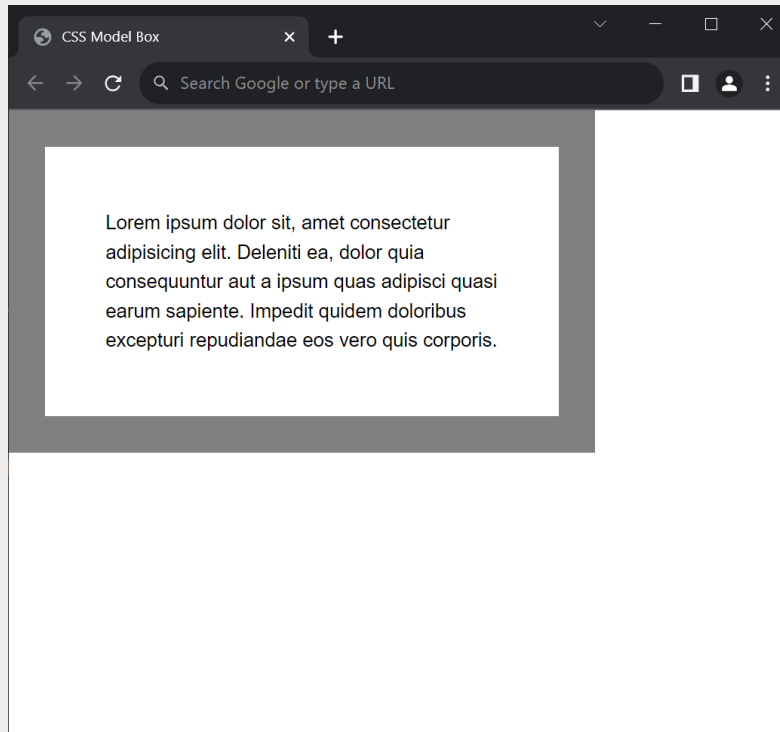 CSS Model Box
Search Google or type a URL
Lorem ipsum dolor sit, amet consectetur
adipisicing elit. Deleniti ea, dolor quia
consequuntur aut a ipsum quas adipisci quasi
earum sapiente. Impedit quidem doloribus
excepturi repudiandae eos vero quis corporis.